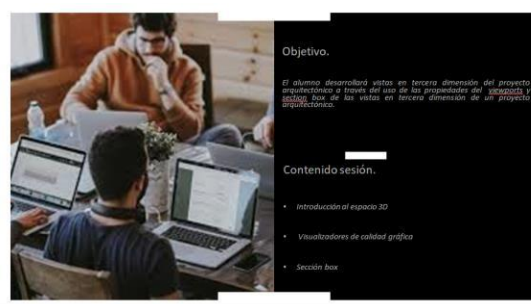 Objetivo.
El alumno desarrollará vistas en tercera dimensión del proyecto
arquitectónico a través del uso de las propiedades del viewports y
section box de las vistas en tercera dimensión de un proyecto
arquitectónico.
Contenido sesión.
• Introducción al espacio 3D
• Visualizadores de calidad gráfica
• Sección box